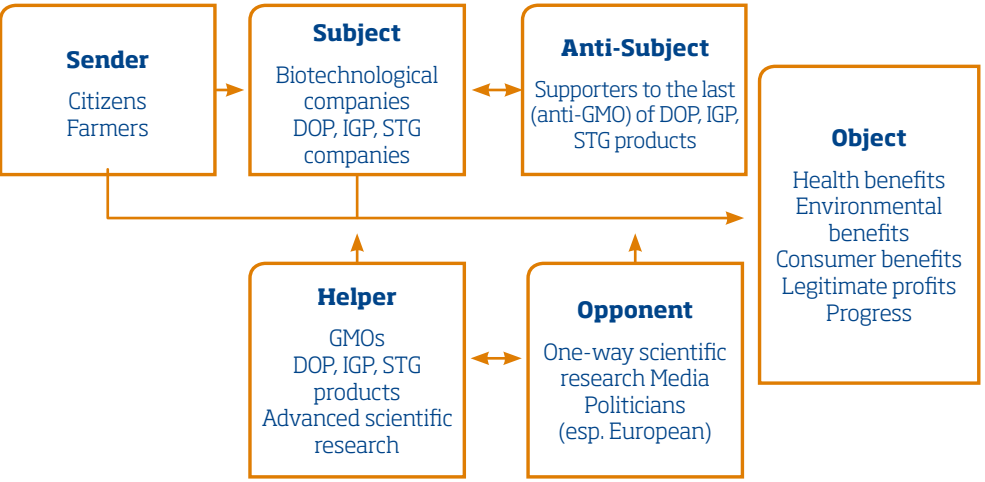 Sender
Citizens
Farmers
Subject
Biotechnological
companies
DOP, IGP, STG
companies
Anti-Subject
Supporters to the last
(anti-GMO) of DOP, IGP,
STG products
Object
Health benefits
Environmental
benefits
Consumer benefits
Legitimate profits
Progress
Helper
GMOs
DOP, IGP, STG
products
Advanced scientific
research
Opponent
One-way scientific
research Media
Politicians
(esp. European)